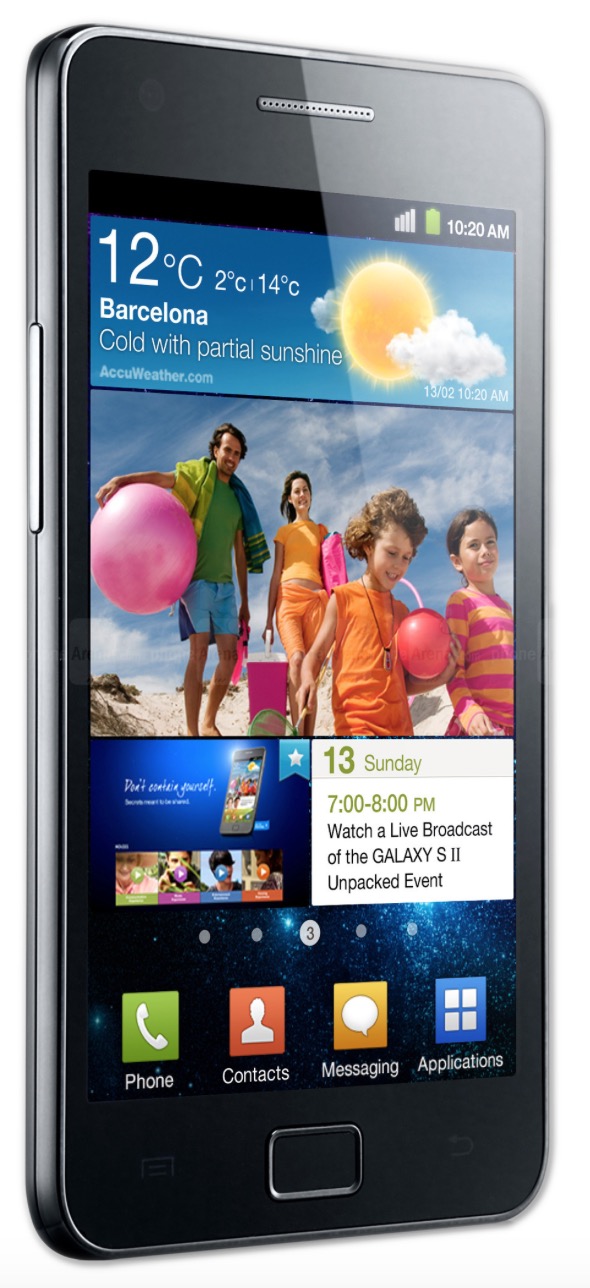 10:20 AM
12°C 2°C | 14°C
Barcelona
Cold with partial sunshine
AccuWeather.com
13/02 10:20 AM
Don't contain yourself.
Secrets meant to be shared.
13 Sunday
7:00-8:00 PM
Watch a Live Broadcast
of the GALAXY S II
Unpacked Event
3
Phone
Contacts
Messaging
Applications